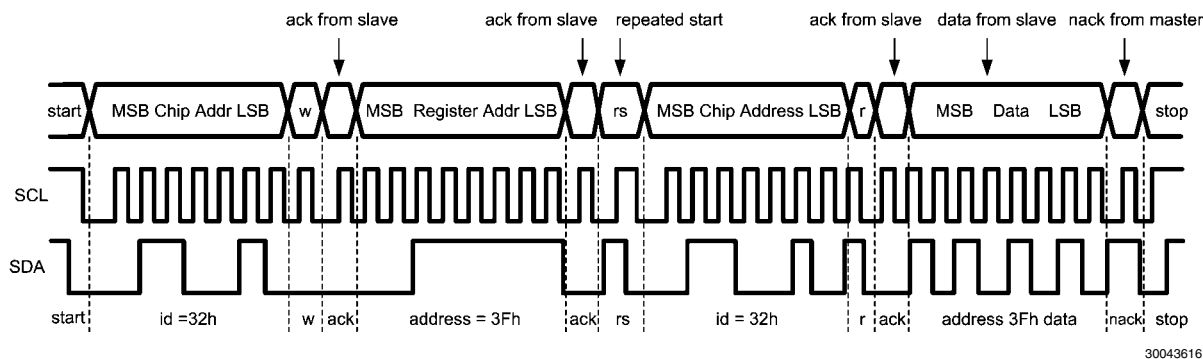 ack from slave ack from slave repeated start ack from slave data from slave nack from master
start MSB Chip Addr LSB w MSB Register Addr LSB rs MSB Chip Address LSB r MSB Data LSB stop
SCL
SDA
start id =32h w ack address = 3Fh ack rs id =32h r ack address 3Fh data nack stop
30043616